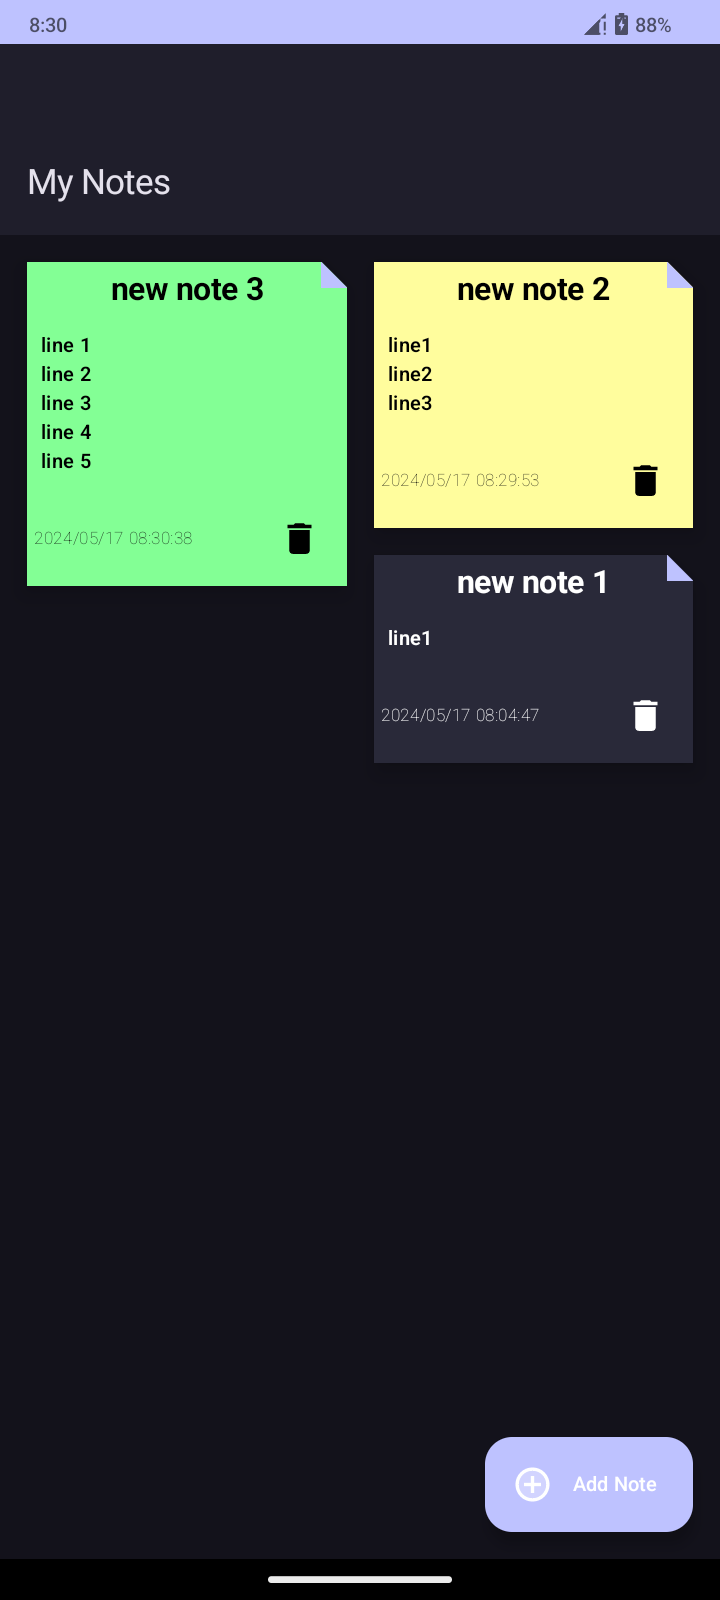 8:30
88%
My Notes
new note 3
line 1
line 2
line 3
line 4
line 5
2024/05/17 08:30:38
new note 2
line1
line2
line3
2024/05/17 08:29:53
new note 1
line1
2024/05/17 08:04:47
Add Note